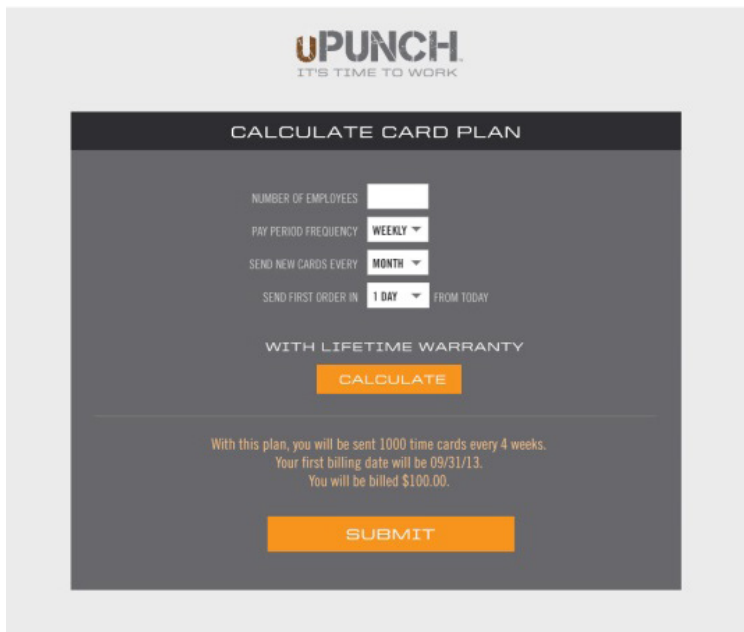 uPUNCH
IT'S TIME TO WORK
CALCULATE CARD PLAN
NUMBER OF EMPLOYEES
PAY PERIOD FREQUENCY WEEKLY
SEND NEW CARDS EVERY MONTH
SEND FIRST ORDER IN 1 DAY FROM TODAY
WITH LIFETIME WARRANTY
CALCULATE
With this plan, you will be sent 1000 time cards every 4 weeks.
Your first billing date will be 09/31/13.
You will be billed $100.00.
SUBMIT